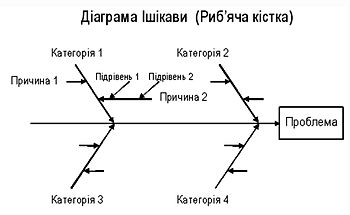 Діаграма Ішікави (Риб'яча кістка)
Категорія 1
Категорія 2
Причина 1
Підрівень 1
Підрівень 2
Причина 2
Проблема
Категорія 3
Категорія 4